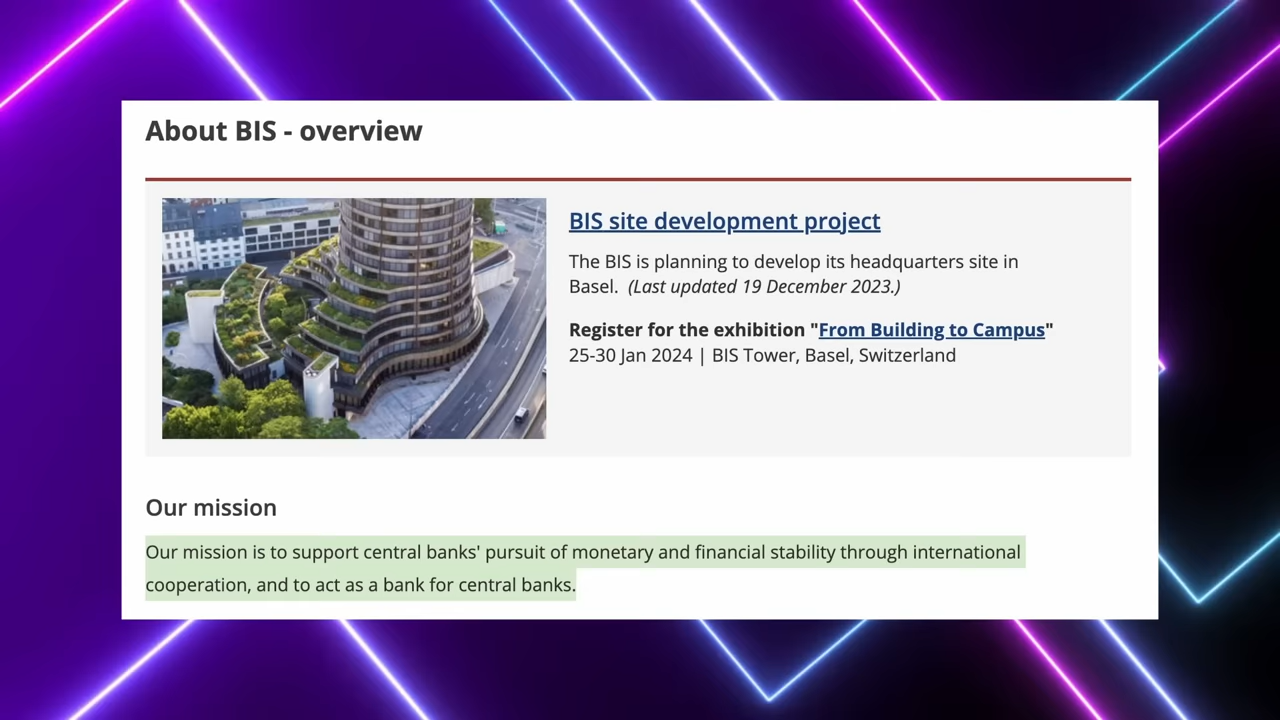 About BIS - overview
BIS site development project
The BIS is planning to develop its headquarters site in
Basel. (Last updated 19 December 2023.)
Register for the exhibition "From Building to Campus"
25-30 Jan 2024 | BIS Tower, Basel, Switzerland
Our mission
Our mission is to support central banks' pursuit of monetary and financial stability through international
cooperation, and to act as a bank for central banks.